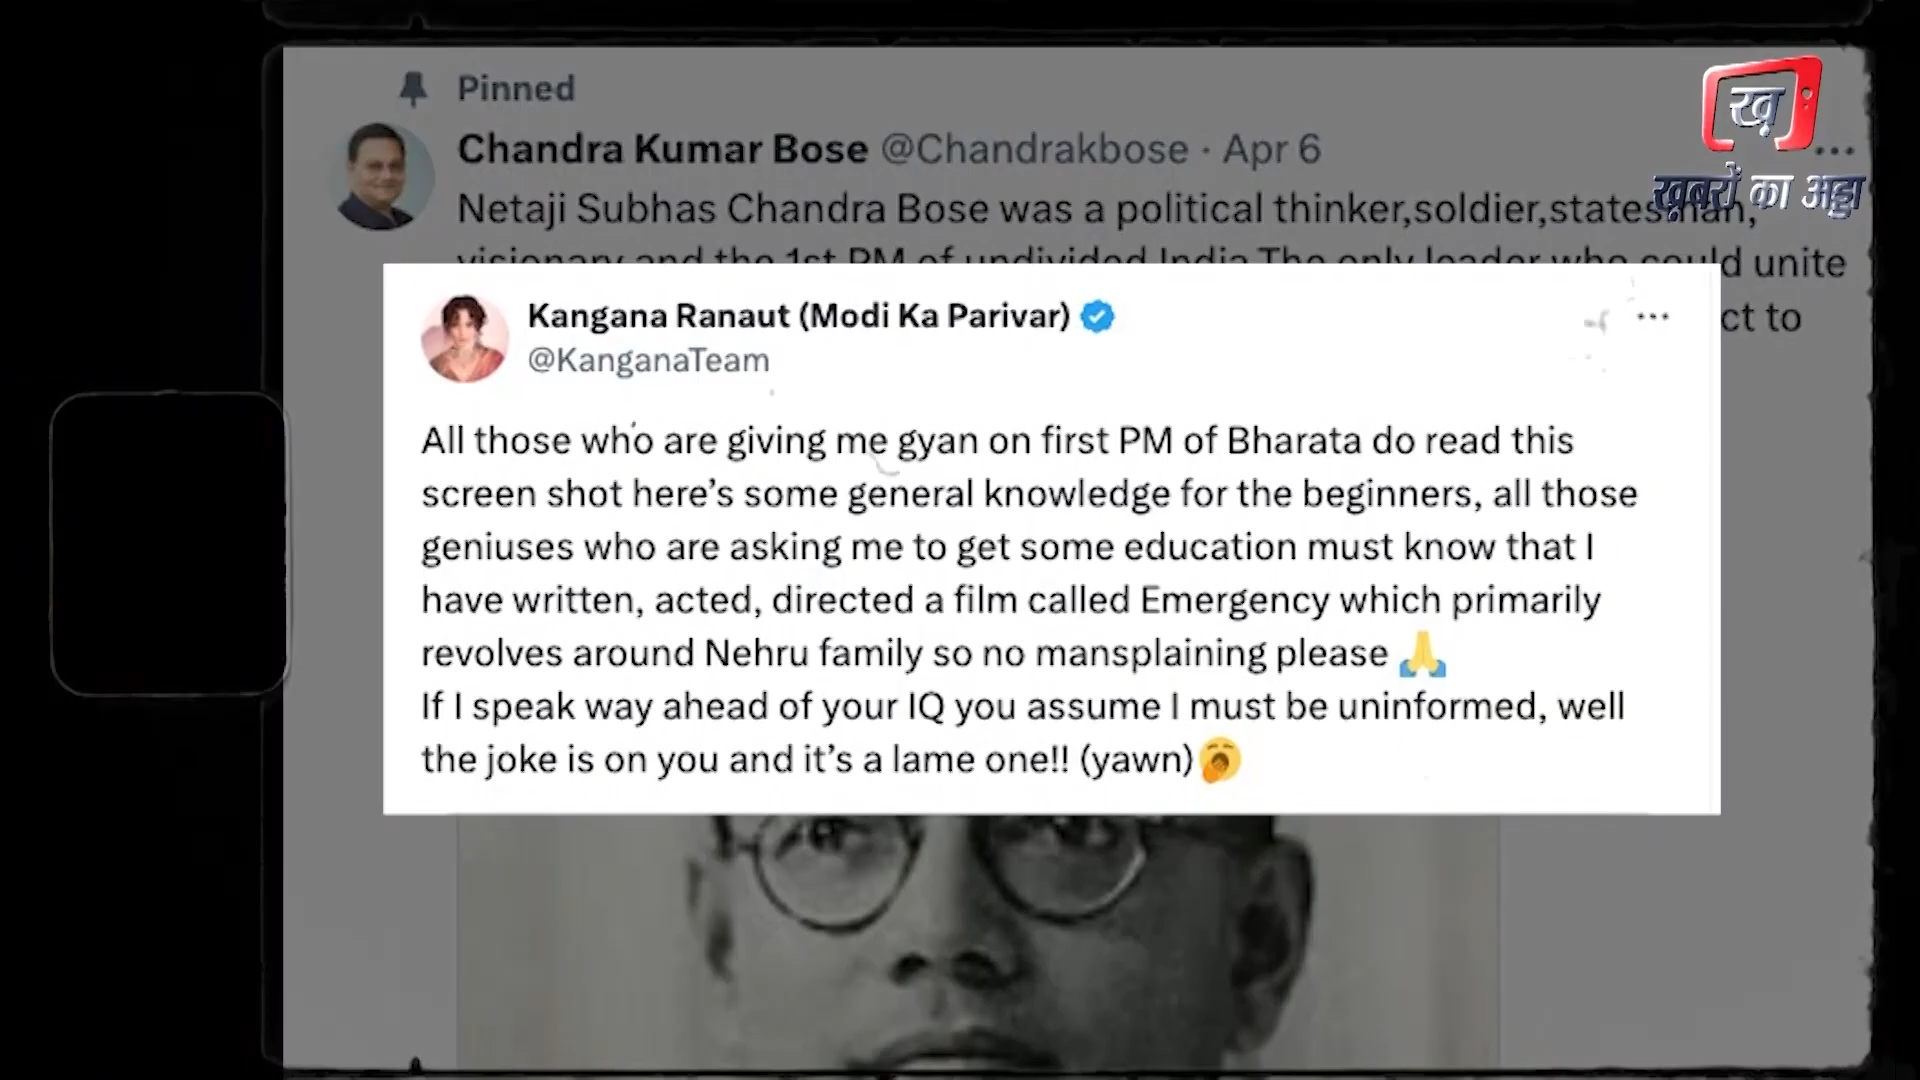 Pinned
Chandra Kumar Bose @Chandrakbose · Apr 6
Netaji Subhas Chandra Bose was a political thinker,soldier,statesman,
visionary and the 1st PM of undivided India.The only leader who could unite
ct to
ख़
ख़बरों का अड्डा
Kangana Ranaut (Modi Ka Parivar)
@KanganaTeam
All those who are giving me gyan on first PM of Bharata do read this
screen shot here’s some general knowledge for the beginners, all those
geniuses who are asking me to get some education must know that I
have written, acted, directed a film called Emergency which primarily
revolves around Nehru family so no mansplaining please 🙏
If I speak way ahead of your IQ you assume I must be uninformed, well
the joke is on you and it’s a lame one!! (yawn)🥱